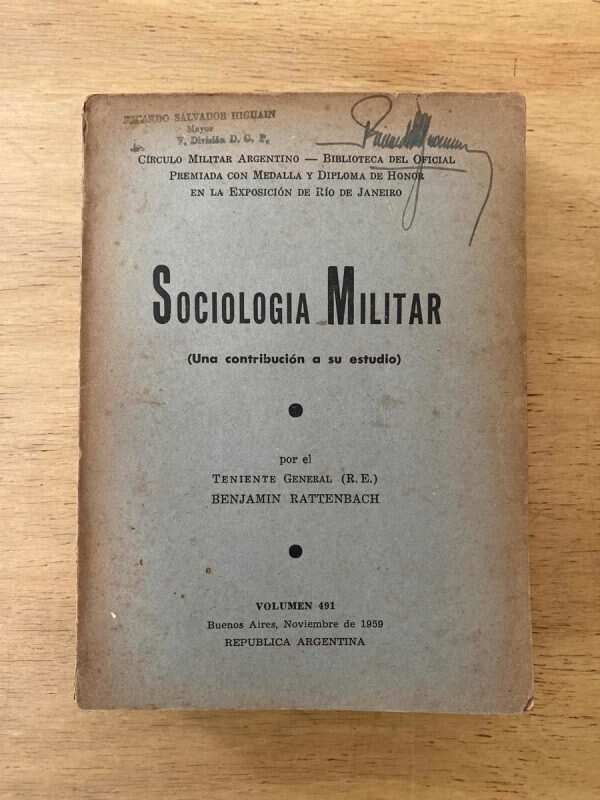 RICARDO SALVADOR HIGUAIN
Mayor
V. División D. G. P.
CÍRCULO MILITAR ARGENTINO — BIBLIOTECA DEL OFICIAL
PREMIADA CON MEDALLA Y DIPLOMA DE HONOR
EN LA EXPOSICIÓN DE RÍO DE JANEIRO
SOCIOLOGIA MILITAR
(Una contribución a su estudio)
por el
TENIENTE GENERAL (R.E.)
BENJAMIN RATTENBACH
VOLUMEN 491
Buenos Aires, Noviembre de 1959
REPUBLICA ARGENTINA